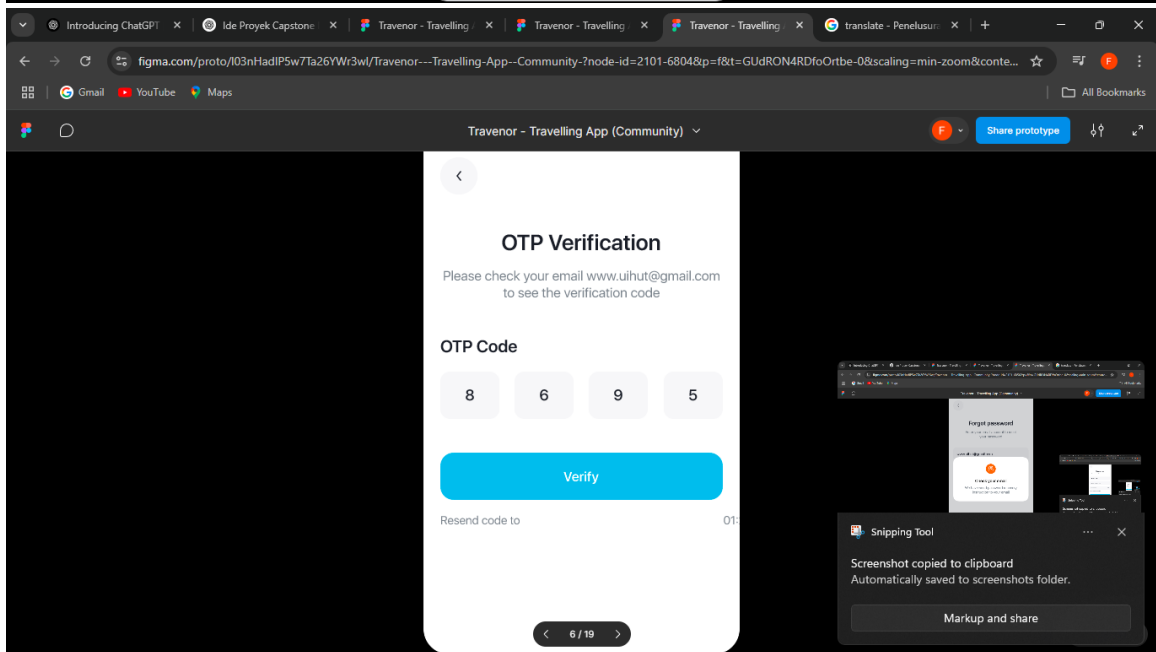 Introducing ChatGPT
Ide Proyek Capstone
Travenor - Travelling
Travenor - Travelling
Travenor - Travelling
translate - Penelusura
figma.com/proto/l03nHadIP5w7Ta26YWr3wl/Travenor---Travelling-App--Community-?node-id=2101-6804&p=f&t=GUdRON4RDfoOrtbe-0&scaling=min-zoom&conte...
F
Gmail
YouTube
Maps
All Bookmarks
Travenor - Travelling App (Community)
F
Share prototype
OTP Verification
Please check your email www.uihut@gmail.com
to see the verification code
OTP Code
8 6 9 5
Verify
Resend code to 01:
6 / 19
Forgot password
Snipping Tool
Screenshot copied to clipboard
Automatically saved to screenshots folder.
Markup and share